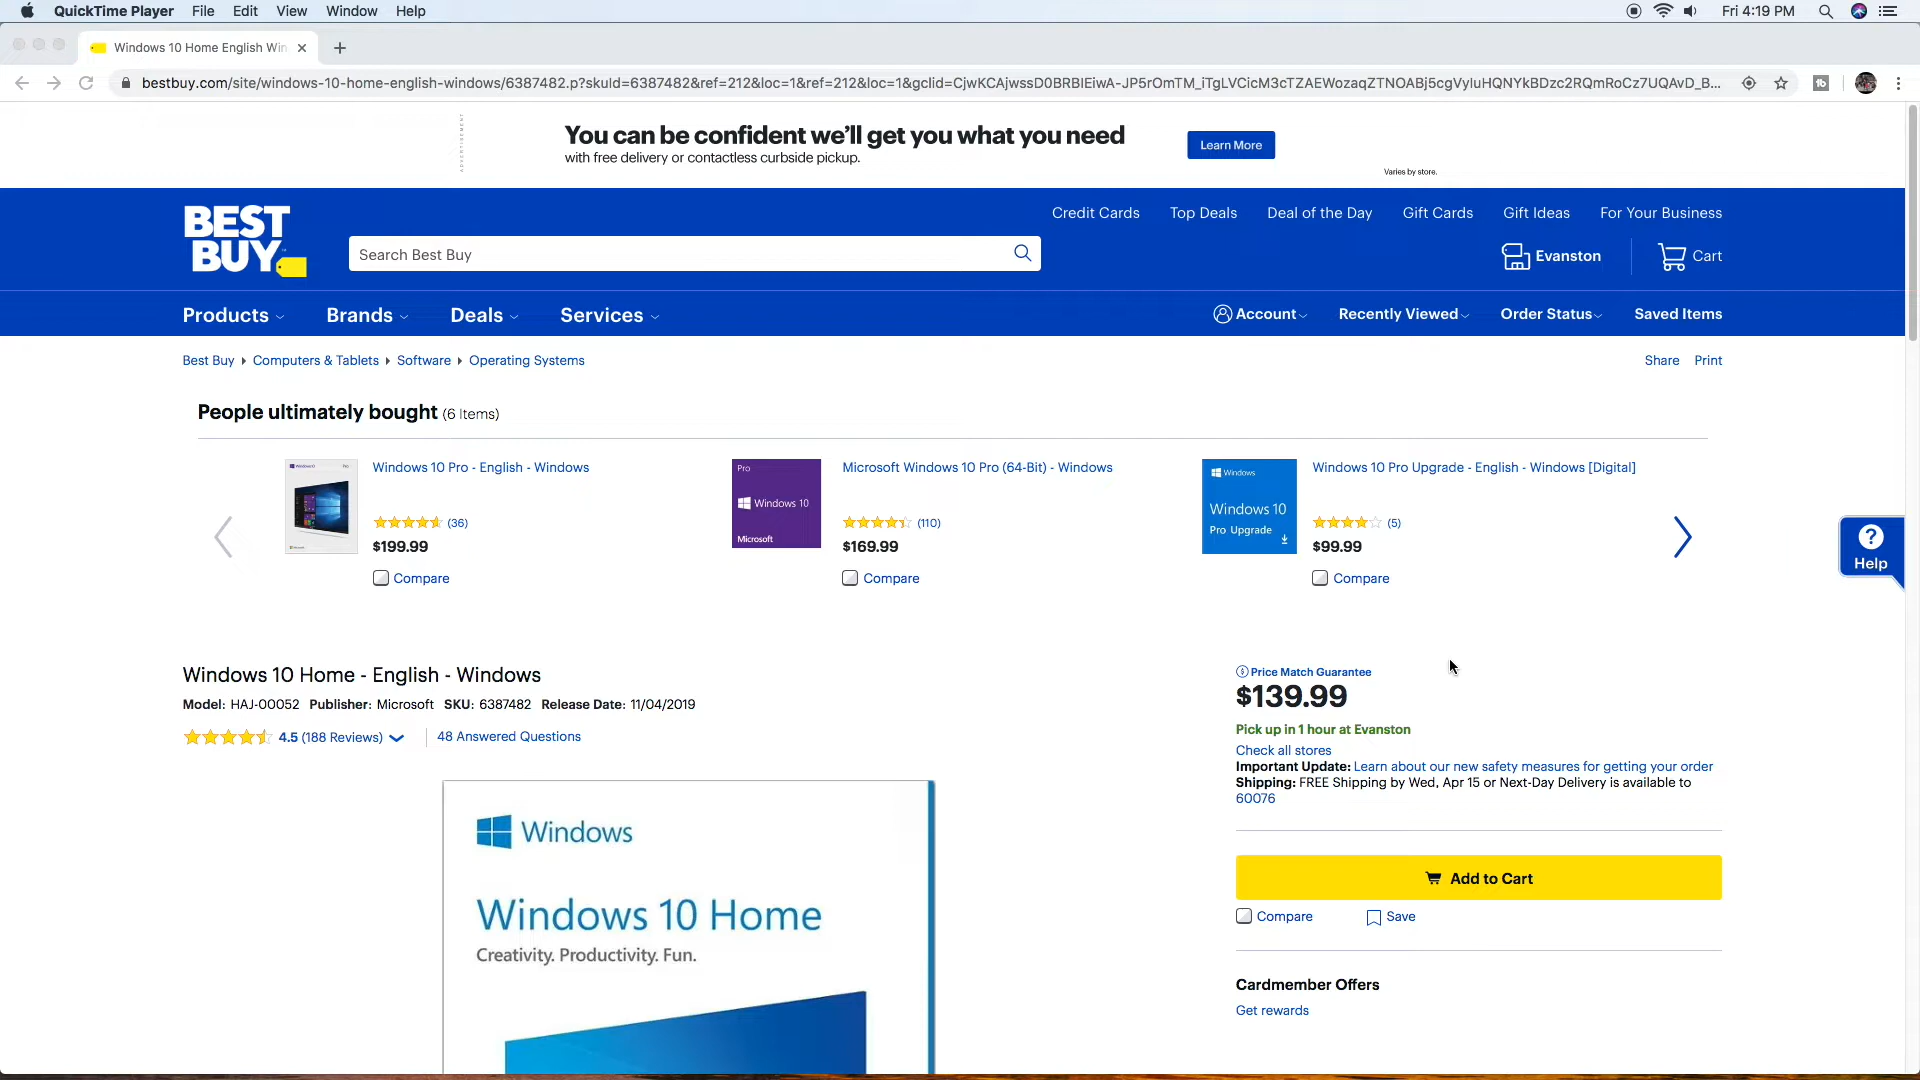 QuickTime Player File Edit View Window Help Fri 4:19 PM
Windows 10 Home English Win
bestbuy.com/site/windows-10-home-english-windows/6387482.p?skuId=6387482&ref=212&loc=1&ref=212&loc=1&gclid=CjwKCAjwssD0BRBIEiwA-JP5rOmTM_iTgLVCicM3cTZAEWozaqZTNOABj5cgVyIuHQNYkBDzc2RQmRoCz7UQAvD_B...
ADVERTISEMENT
You can be confident we'll get you what you need
with free delivery or contactless curbside pickup.
Learn More
Varies by store.
BEST
BUY
Credit Cards Top Deals Deal of the Day Gift Cards Gift Ideas For Your Business
Search Best Buy
Evanston
Cart
Products Brands Deals Services
Account Recently Viewed Order Status Saved Items
Best Buy Computers & Tablets Software Operating Systems
Share Print
People ultimately bought (6 Items)
Windows 10 Pro - English - Windows
(36)
$199.99
Compare
Pro
Windows 10
Microsoft
Microsoft Windows 10 Pro (64-Bit) - Windows
(110)
$169.99
Compare
Windows
Windows 10
Pro Upgrade
Windows 10 Pro Upgrade - English - Windows [Digital]
(5)
$99.99
Compare
? Help
Windows 10 Home - English - Windows
Model: HAJ-00052 Publisher: Microsoft SKU: 6387482 Release Date: 11/04/2019
4.5 (188 Reviews) 48 Answered Questions
Windows
Windows 10 Home
Creativity. Productivity. Fun.
Price Match Guarantee
$139.99
Pick up in 1 hour at Evanston
Check all stores
Important Update: Learn about our new safety measures for getting your order
Shipping: FREE Shipping by Wed, Apr 15 or Next-Day Delivery is available to
60076
Add to Cart
Compare Save
Cardmember Offers
Get rewards